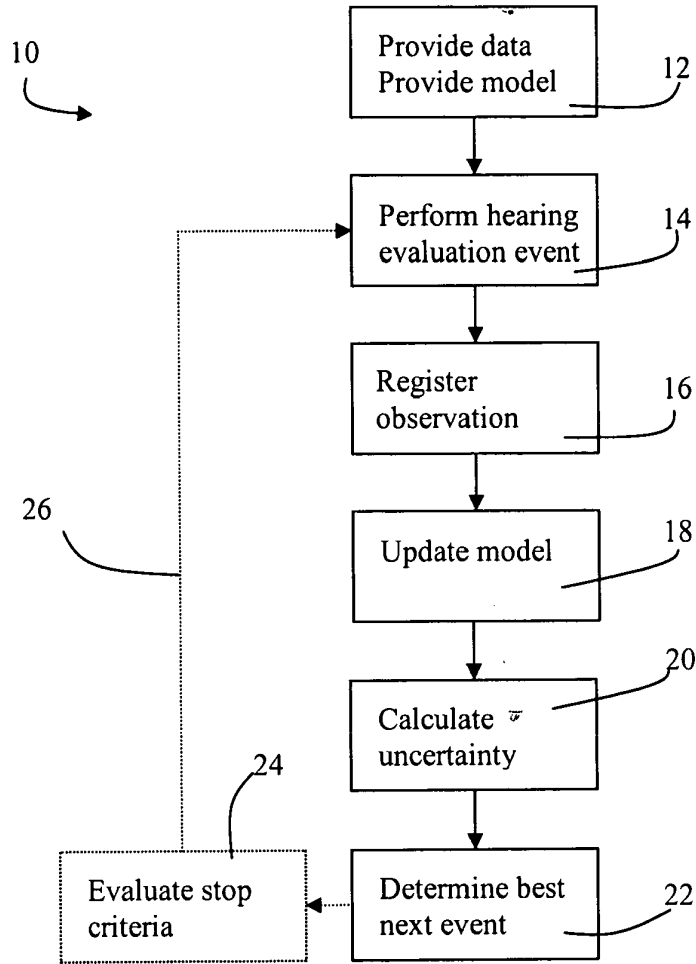 10
Provide data
Provide model
12
Perform hearing
evaluation event
14
Register
observation
16
26
Update model
18
Calculate
uncertainty
20
24
Evaluate stop
criteria
Determine best
next event
22